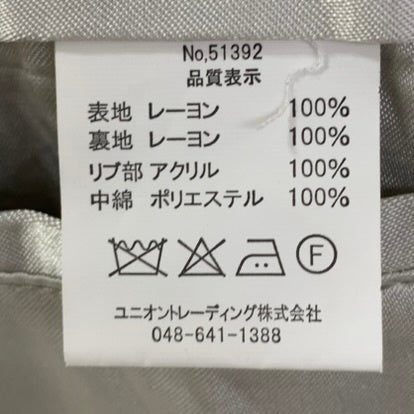 No,51392
品質表示
表地 レーヨン 100%
裏地 レーヨン 100%
リブ部 アクリル 100%
中綿 ポリエステル 100%
F
ユニオントレーディング株式会社
048-641-1388